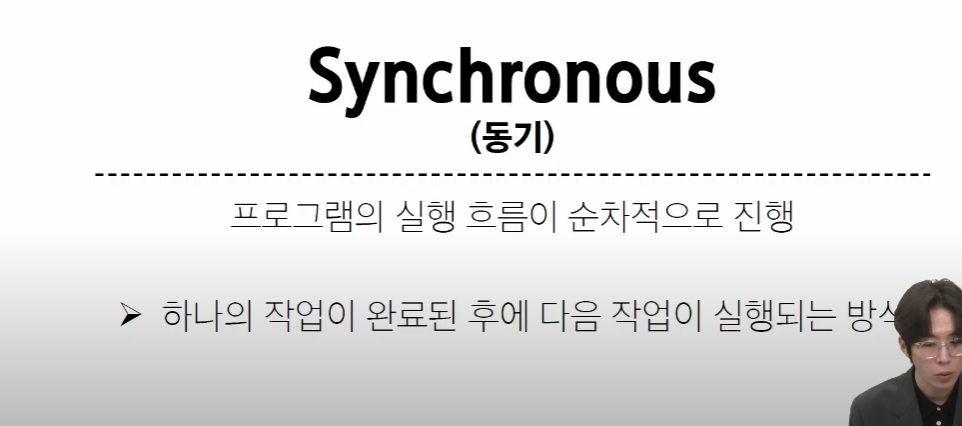 Synchronous
(동기)
프로그램의 실행 흐름이 순차적으로 진행
➢ 하나의 작업이 완료된 후에 다음 작업이 실행되는